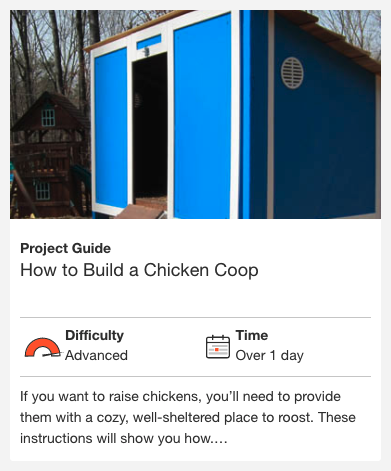 Project Guide
How to Build a Chicken Coop
Difficulty
Advanced
Time
Over 1 day
If you want to raise chickens, you’ll need to provide
them with a cozy, well-sheltered place to roost. These
instructions will show you how.…